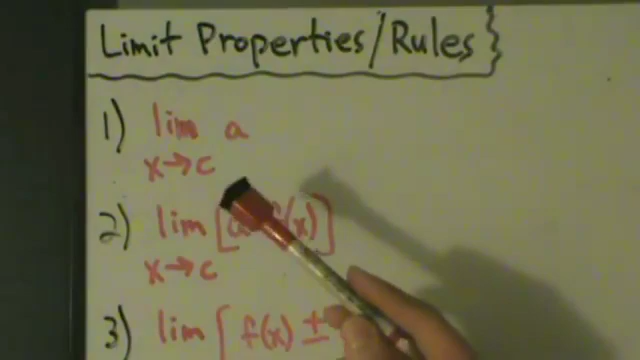 Limit Properties/Rules
1) lim a
x→c
2) lim [a f(x)]
x→c
3) lim [f(x) ±